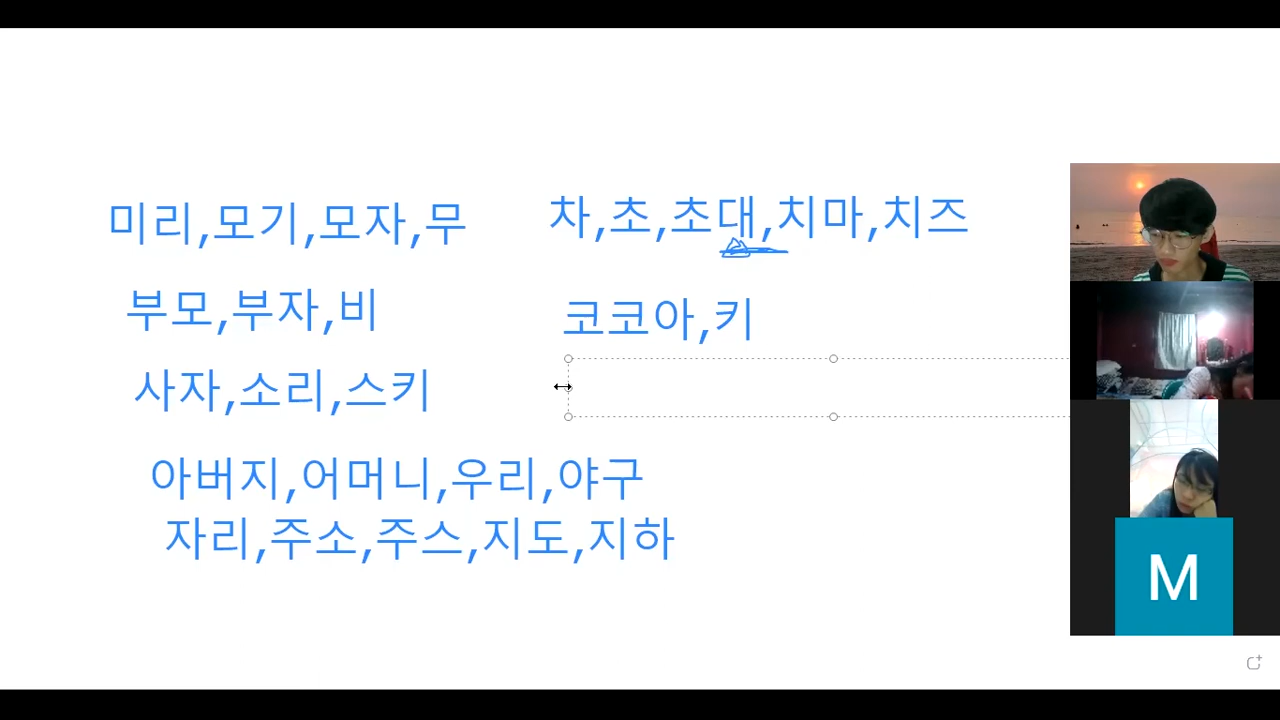 미리,모기,모자,무
부모,부자,비
사자,소리,스키
아버지,어머니,우리,야구
자리,주소,주스,지도,지하
차,초,초대,치마,치즈
코코아,키
M